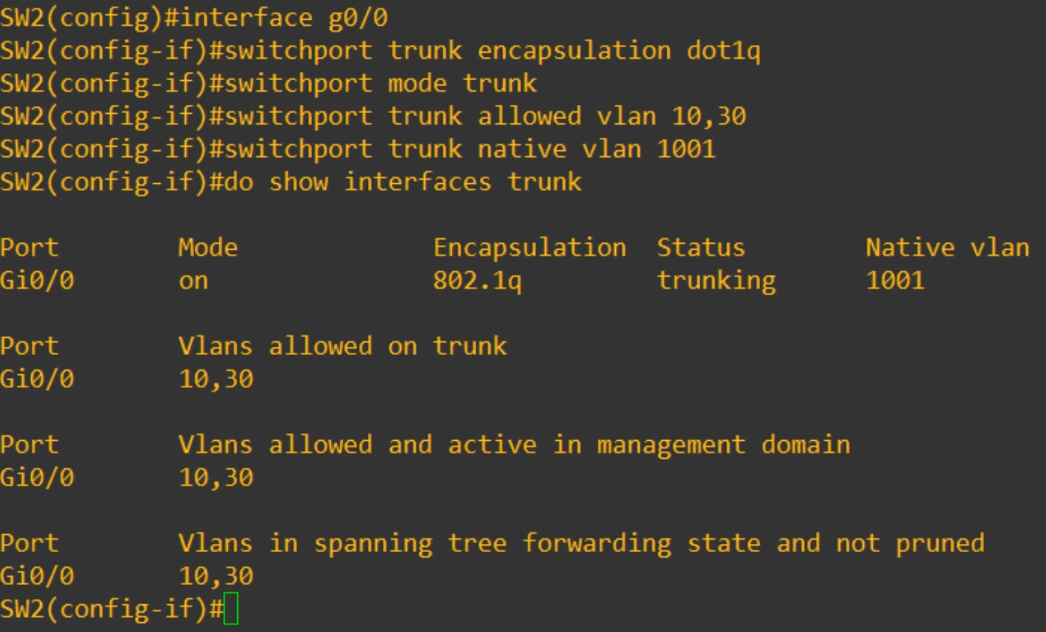 SW2(config)#interface g0/0
SW2(config-if)#switchport trunk encapsulation dot1q
SW2(config-if)#switchport mode trunk
SW2(config-if)#switchport trunk allowed vlan 10,30
SW2(config-if)#switchport trunk native vlan 1001
SW2(config-if)#do show interfaces trunk

Port        Mode             Encapsulation  Status        Native vlan
Gi0/0       on               802.1q         trunking      1001

Port        Vlans allowed on trunk
Gi0/0       10,30

Port        Vlans allowed and active in management domain
Gi0/0       10,30

Port        Vlans in spanning tree forwarding state and not pruned
Gi0/0       10,30
SW2(config-if)#